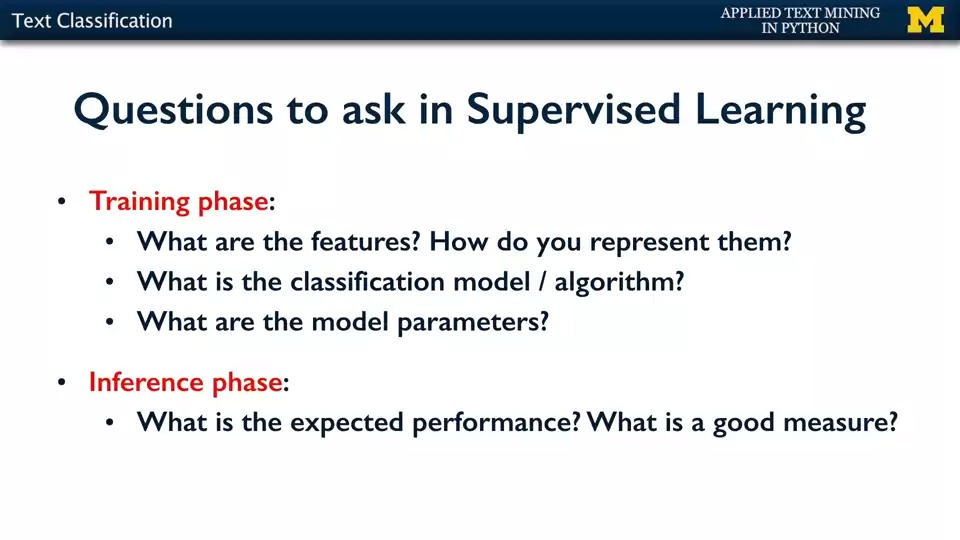 Text Classification
APPLIED TEXT MINING
IN PYTHON
M
Questions to ask in Supervised Learning
• Training phase:
• What are the features? How do you represent them?
• What is the classification model / algorithm?
• What are the model parameters?
• Inference phase:
• What is the expected performance? What is a good measure?